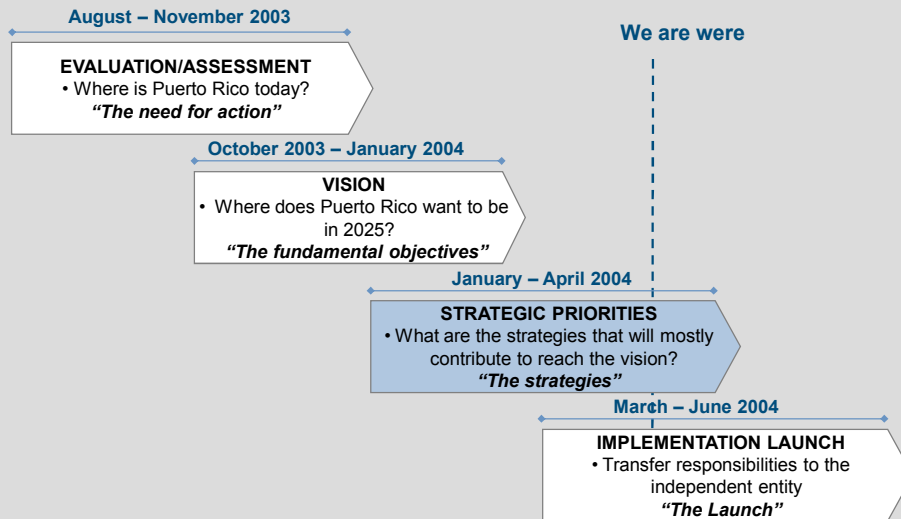 August – November 2003
We are were
EVALUATION/ASSESSMENT
• Where is Puerto Rico today?
“The need for action”
October 2003 – January 2004
VISION
• Where does Puerto Rico want to be
in 2025?
“The fundamental objectives”
January – April 2004
STRATEGIC PRIORITIES
• What are the strategies that will mostly
contribute to reach the vision?
“The strategies”
March – June 2004
IMPLEMENTATION LAUNCH
• Transfer responsibilities to the
independent entity
“The Launch”